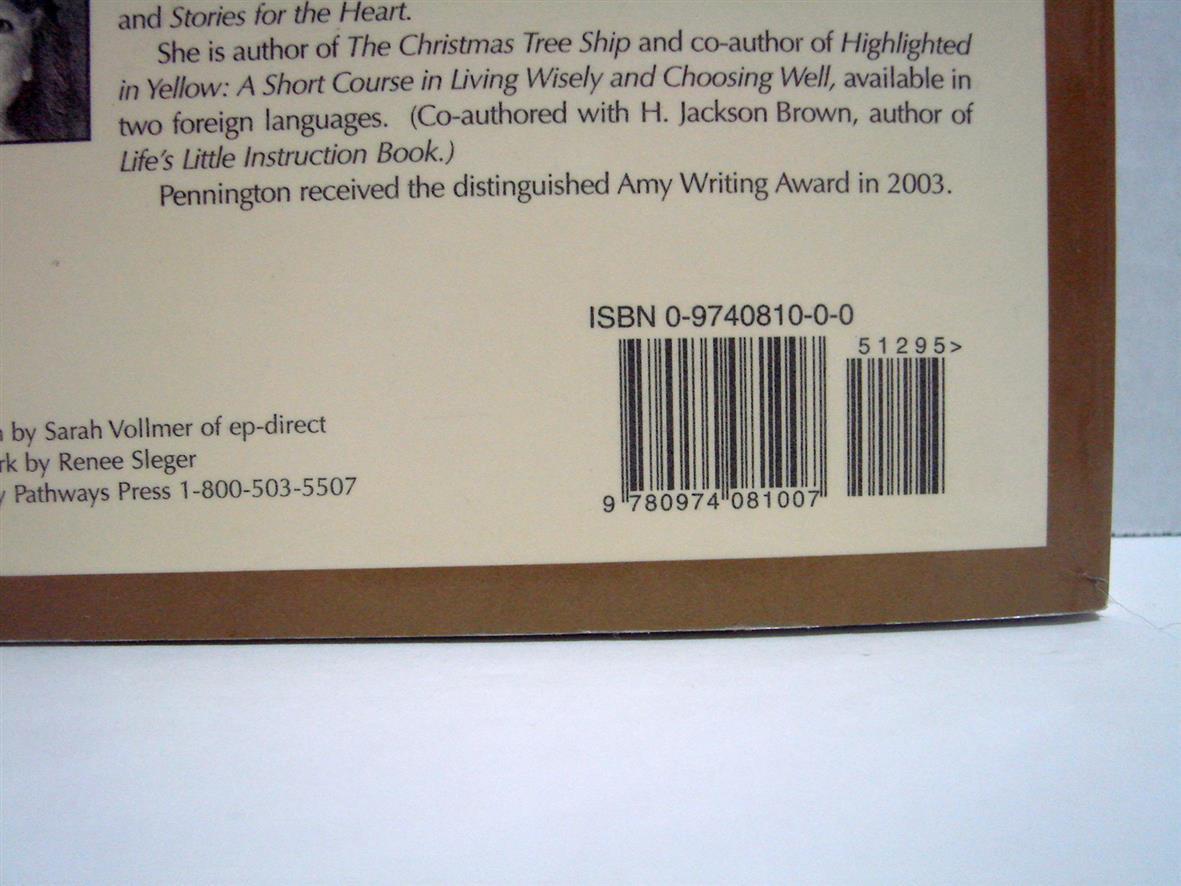 and Stories for the Heart.
She is author of The Christmas Tree Ship and co-author of Highlighted
in Yellow: A Short Course in Living Wisely and Choosing Well, available in
two foreign languages. (Co-authored with H. Jackson Brown, author of
Life's Little Instruction Book.)
Pennington received the distinguished Amy Writing Award in 2003.
ISBN 0-9740810-0-0
51295>
9 780974 081007
by Sarah Vollmer of ep-direct
by Renee Sleger
Pathways Press 1-800-503-5507